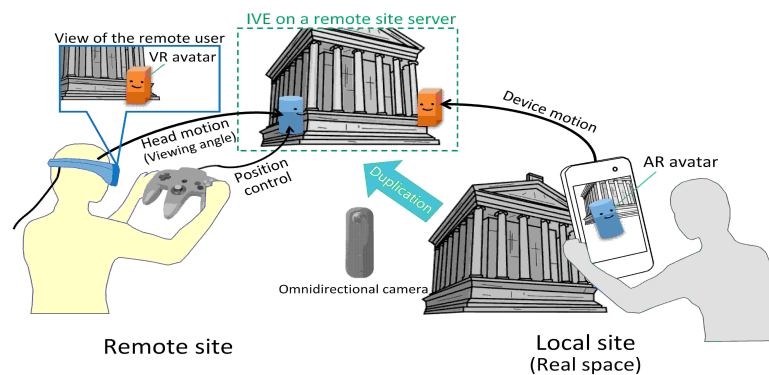 IVE on a remote site server
View of the remote user
VR avatar
Head motion
(Viewing angle)
Position
control
Device motion
AR avatar
Duplication
Omnidirectional camera
Remote site
Local site
(Real space)